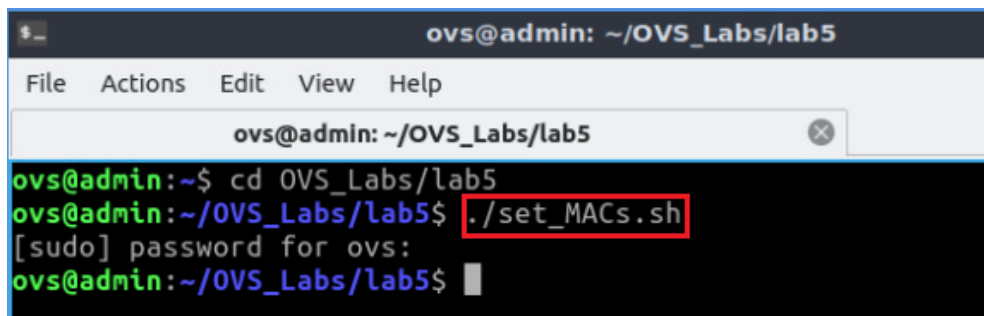 $_ ovs@admin: ~/OVS_Labs/lab5
File Actions Edit View Help
ovs@admin: ~/OVS_Labs/lab5
ovs@admin:~$ cd OVS_Labs/lab5
ovs@admin:~/OVS_Labs/lab5$ ./set_MACs.sh
[sudo] password for ovs:
ovs@admin:~/OVS_Labs/lab5$